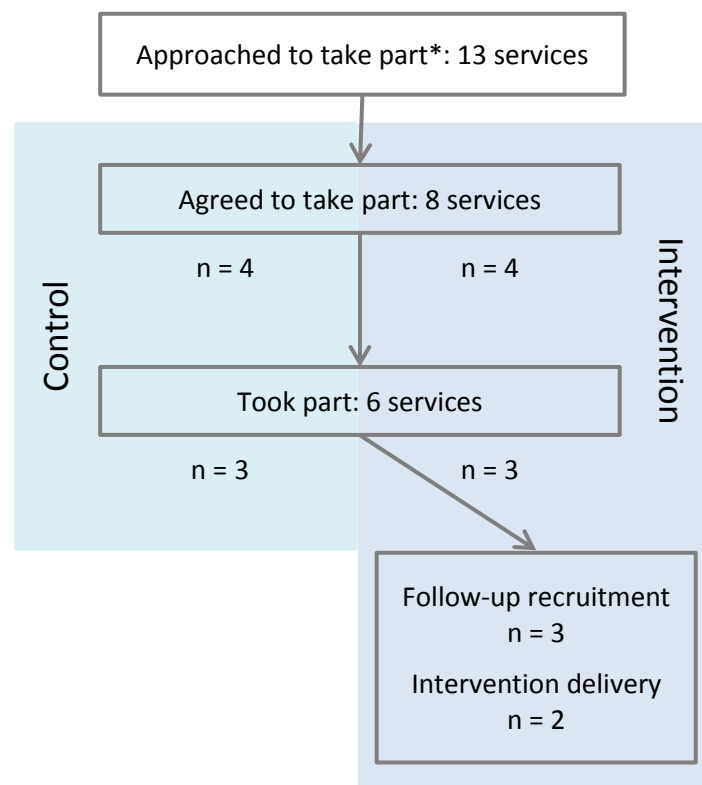 Approached to take part*: 13 services
Agreed to take part: 8 services
n = 4
n = 4
Control
Intervention
Took part: 6 services
n = 3
n = 3
Follow-up recruitment
n = 3
Intervention delivery
n = 2